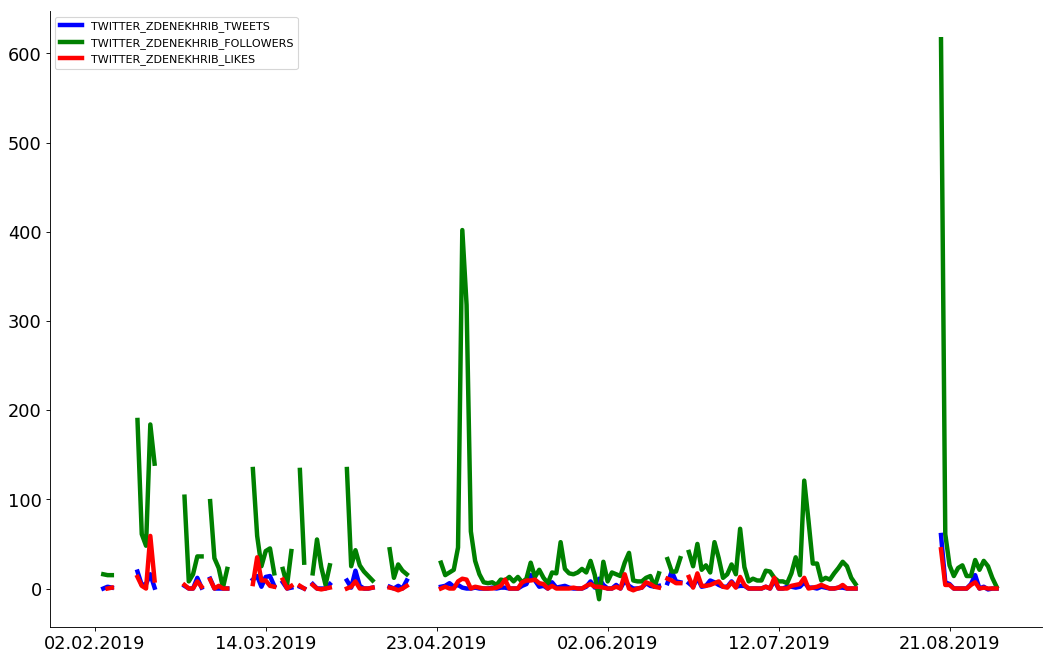 TWITTER_ZDENEKHRIB_TWEETS
TWITTER_ZDENEKHRIB_FOLLOWERS
TWITTER_ZDENEKHRIB_LIKES
600
500
400
300
200
100
0
02.02.2019 14.03.2019 23.04.2019 02.06.2019 12.07.2019 21.08.2019